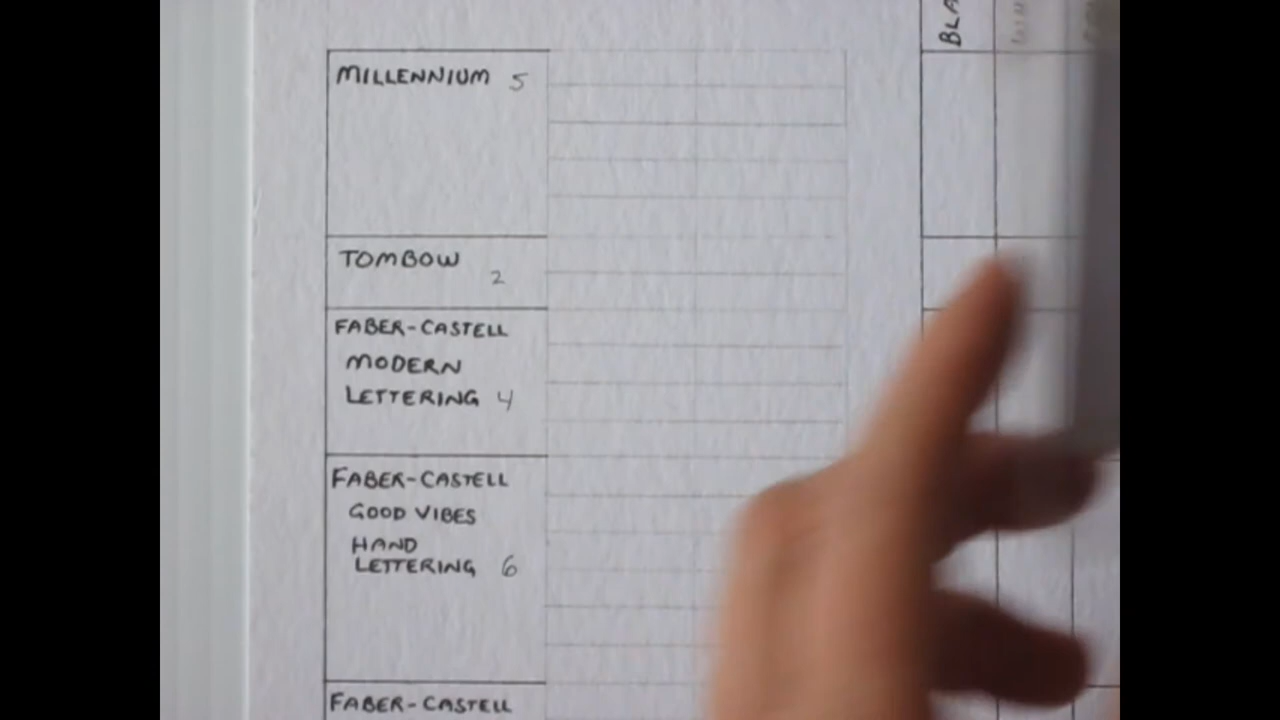 MILLENNIUM 5
TOMBOW
2
FABER-CASTELL
MODERN
LETTERING 4
FABER-CASTELL
GOOD VIBES
HAND
LETTERING 6
FABER-CASTELL